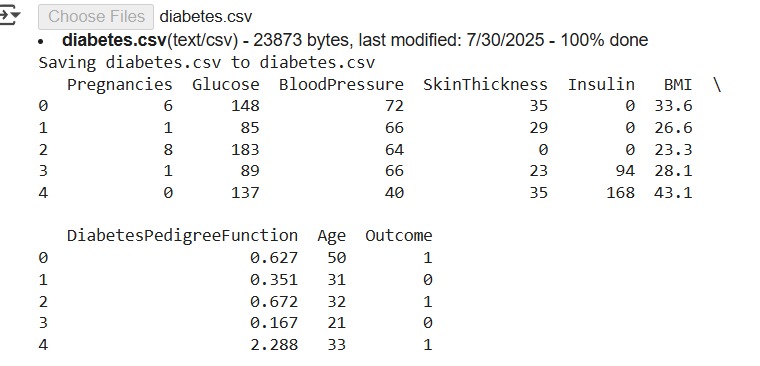 Choose Files diabetes.csv
• diabetes.csv(text/csv) - 23873 bytes, last modified: 7/30/2025 - 100% done
Saving diabetes.csv to diabetes.csv
   Pregnancies  Glucose  BloodPressure  SkinThickness  Insulin   BMI  \
0            6      148             72             35        0  33.6
1            1       85             66             29        0  26.6
2            8      183             64              0        0  23.3
3            1       89             66             23       94  28.1
4            0      137             40             35      168  43.1

   DiabetesPedigreeFunction  Age  Outcome
0                     0.627   50        1
1                     0.351   31        0
2                     0.672   32        1
3                     0.167   21        0
4                     2.288   33        1